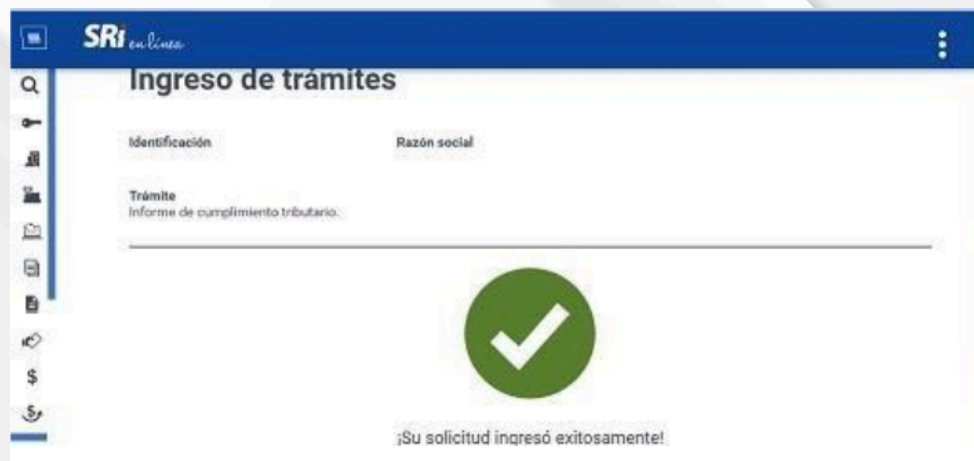 SRi en línea
Ingreso de trámites
Identificación Razón social
Trámite
Informe de cumplimiento tributario.
¡Su solicitud ingresó exitosamente!